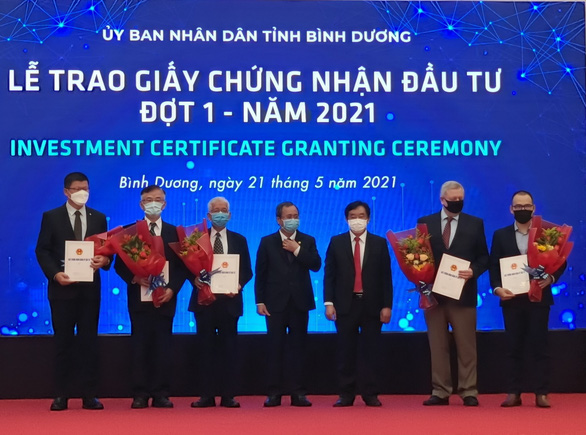 ỦY BAN NHÂN DÂN TỈNH BÌNH DƯƠNG
LỄ TRAO GIẤY CHỨNG NHẬN ĐẦU TƯ
ĐỢT 1 - NĂM 2021
INVESTMENT CERTIFICATE GRANTING CEREMONY
Bình Dương, ngày 21 tháng 5 năm 2021